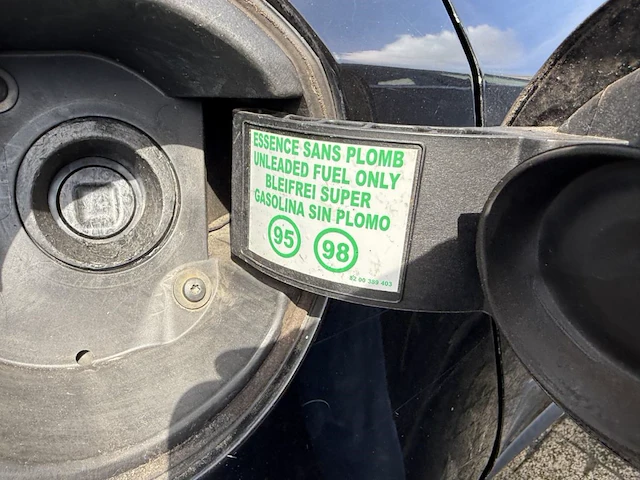 ESSENCE SANS PLOMB
UNLEADED FUEL ONLY
BLEIFREI SUPER
GASOLINA SIN PLOMO
95 98
82 00 389 403